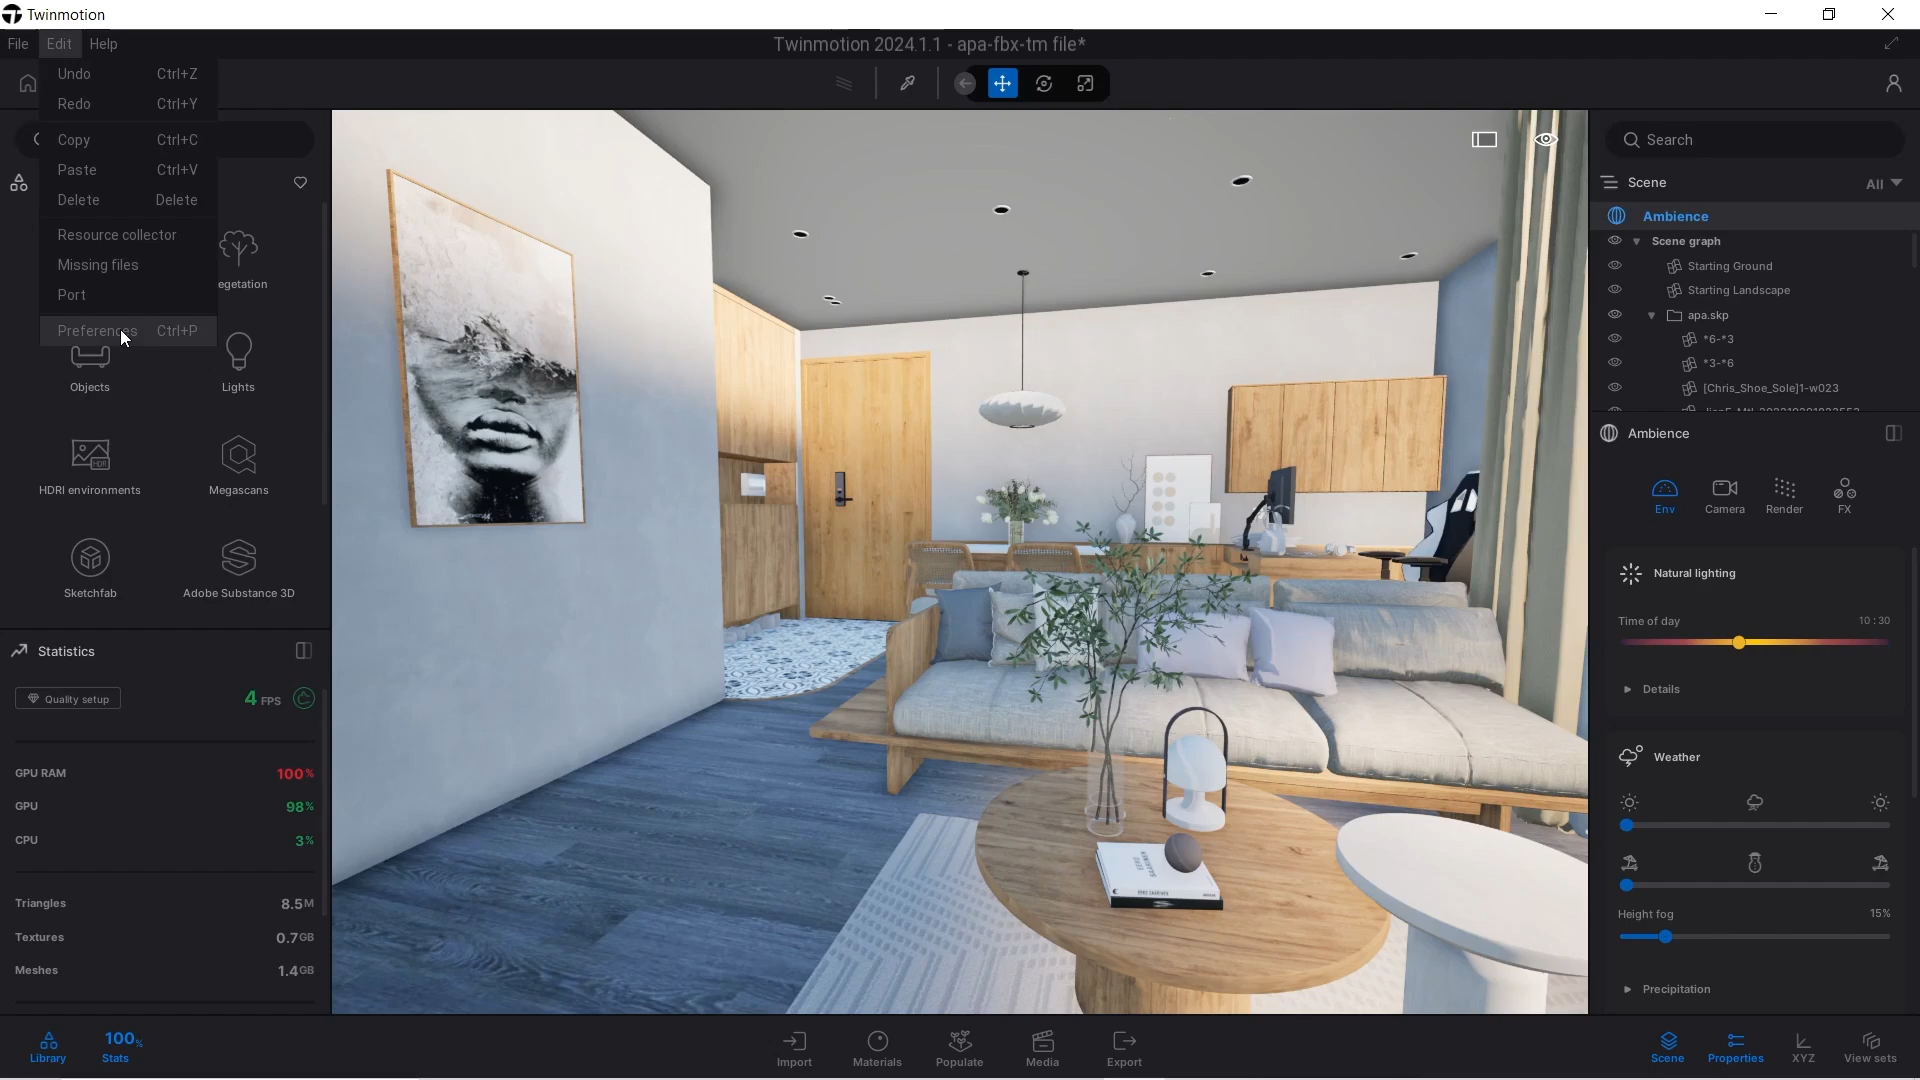 Twinmotion
File Edit Help
Twinmotion 2024.1.1 - apa-fbx-tm file*
Undo Ctrl+Z
Redo Ctrl+Y
Copy Ctrl+C
Paste Ctrl+V
Delete Delete
Resource collector
Missing files
Port
Preferences Ctrl+P
egetation
Objects
Lights
HDRI
HDRI environments
Megascans
Sketchfab
Adobe Substance 3D
Statistics
Quality setup
4 FPS
GPU RAM 100%
GPU 98%
CPU 3%
Triangles 8.5M
Textures 0.7GB
Meshes 1.4GB
Library
100%
Stats
Import
Materials
Populate
Media
Export
Search
Scene
All
Ambience
Scene graph
Starting Ground
Starting Landscape
apa.skp
*6-*3
*3-*6
[Chris_Shoe_Sole]1-w023
Ambience
Env
Camera
Render
FX
Natural lighting
Time of day 10 : 30
Details
Weather
Height fog 15%
Precipitation
Scene
Properties
XYZ
View sets